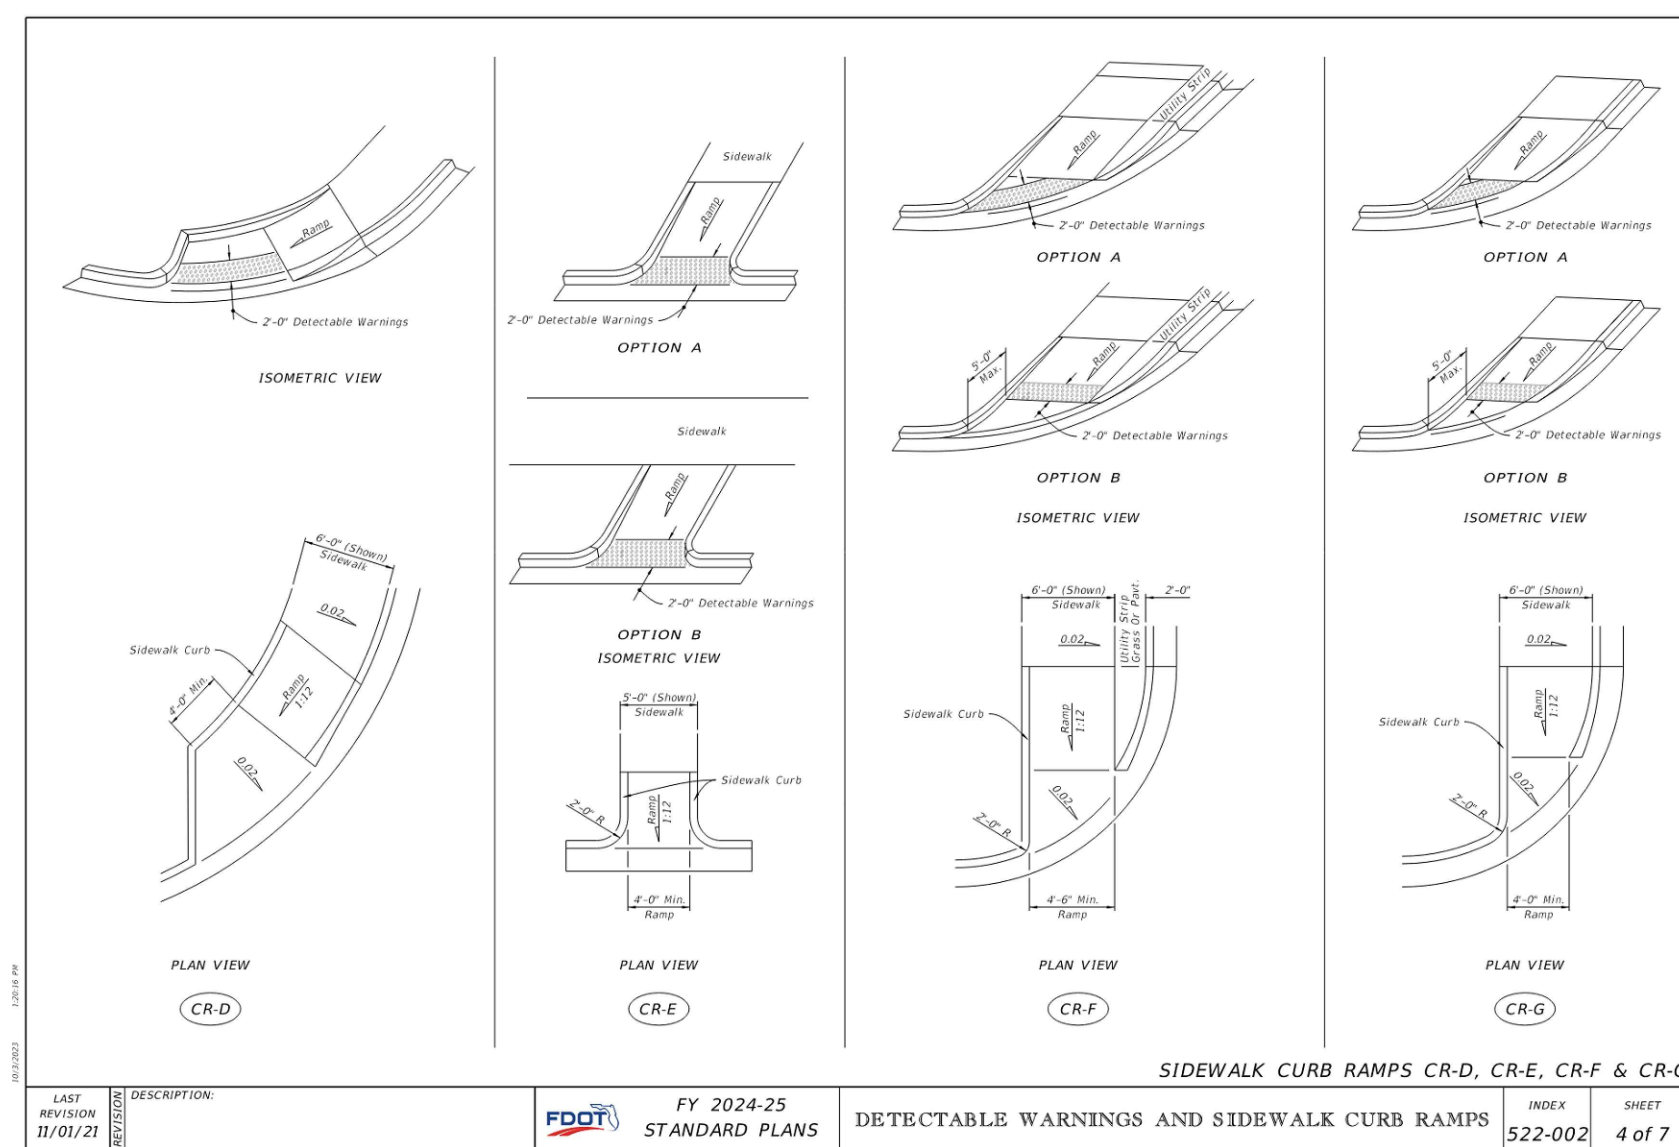 Ramp
2'-0" Detectable Warnings
ISOMETRIC VIEW
6'-0" (Shown)
Sidewalk
0.02
Sidewalk Curb
4'-0" Min.
Ramp
1:12
0.02
PLAN VIEW
CR-D
Sidewalk
Ramp
2'-0" Detectable Warnings
OPTION A
Sidewalk
Ramp
2'-0" Detectable Warnings
OPTION B
ISOMETRIC VIEW
5'-0" (Shown)
Sidewalk
Sidewalk Curb
2'-0" R
Ramp
1:12
4'-0" Min.
Ramp
PLAN VIEW
CR-E
Utility Strip
Ramp
2'-0" Detectable Warnings
OPTION A
Utility Strip
5'-0"
Max.
Ramp
2'-0" Detectable Warnings
OPTION B
ISOMETRIC VIEW
6'-0" (Shown)
Sidewalk
Utility Strip
Grass Or Pavt.
2'-0"
0.02
Sidewalk Curb
Ramp
1:12
0.02
2'-0" R
4'-6" Min.
Ramp
PLAN VIEW
CR-F
Ramp
2'-0" Detectable Warnings
OPTION A
5'-0"
Max.
Ramp
2'-0" Detectable Warnings
OPTION B
ISOMETRIC VIEW
6'-0" (Shown)
Sidewalk
0.02
Sidewalk Curb
Ramp
1:12
0.02
2'-0" R
4'-0" Min.
Ramp
PLAN VIEW
CR-G
10/3/2023 1:20:16 PM
SIDEWALK CURB RAMPS CR-D, CR-E, CR-F & CR-G
LAST
REVISION
11/01/21
REVISION
DESCRIPTION:
FDOT
FY 2024-25
STANDARD PLANS
DETECTABLE WARNINGS AND SIDEWALK CURB RAMPS
INDEX
522-002
SHEET
4 of 7